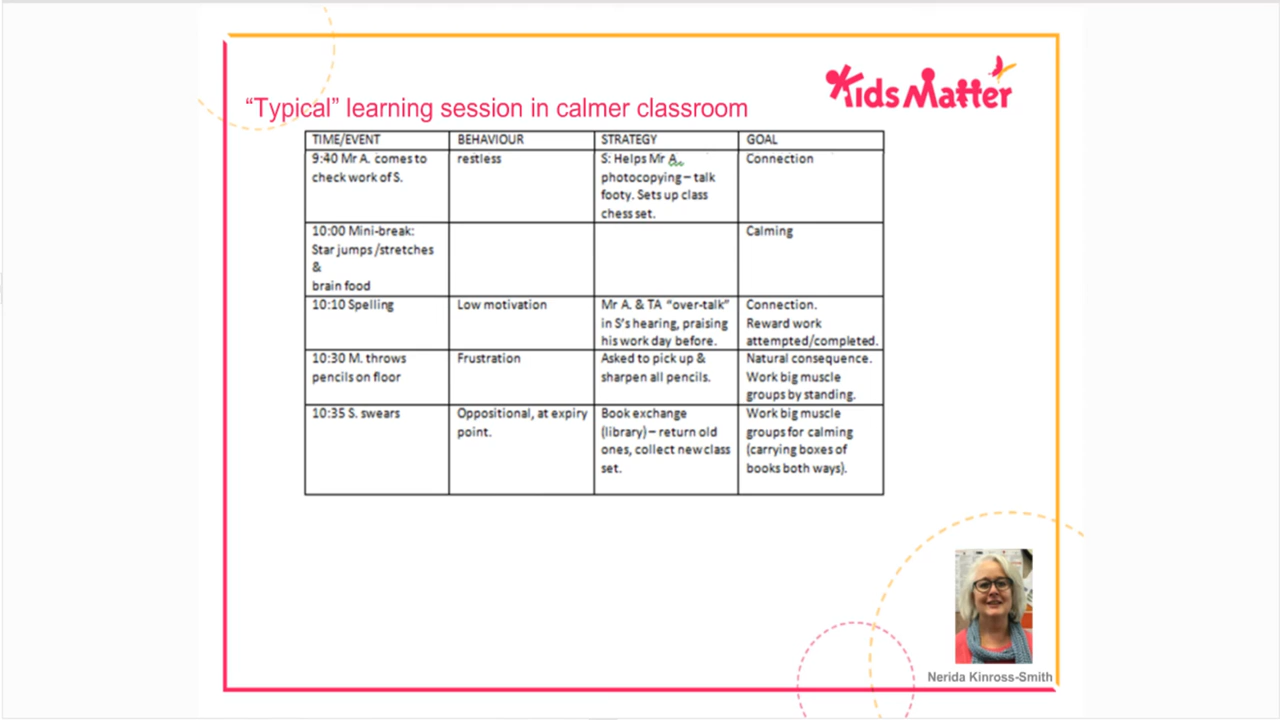 KidsMatter
“Typical” learning session in calmer classroom
TIME/EVENT BEHAVIOUR STRATEGY GOAL
9:40 Mr A. comes to restless S: Helps Mr A. Connection
check work of S. photocopying – talk
footy. Sets up class
chess set.
10:00 Mini-break: Calming
Star jumps /stretches
&
brain food
10:10 Spelling Low motivation Mr A. & TA “over-talk” Connection.
in S’s hearing, praising Reward work
his work day before. attempted/completed.
10:30 M. throws Frustration Asked to pick up & Natural consequence.
pencils on floor sharpen all pencils. Work big muscle
groups by standing.
10:35 S. swears Oppositional, at expiry Book exchange Work big muscle
point. (library) – return old groups for calming
ones, collect new class (carrying boxes of
set. books both ways).
Nerida Kinross-Smith